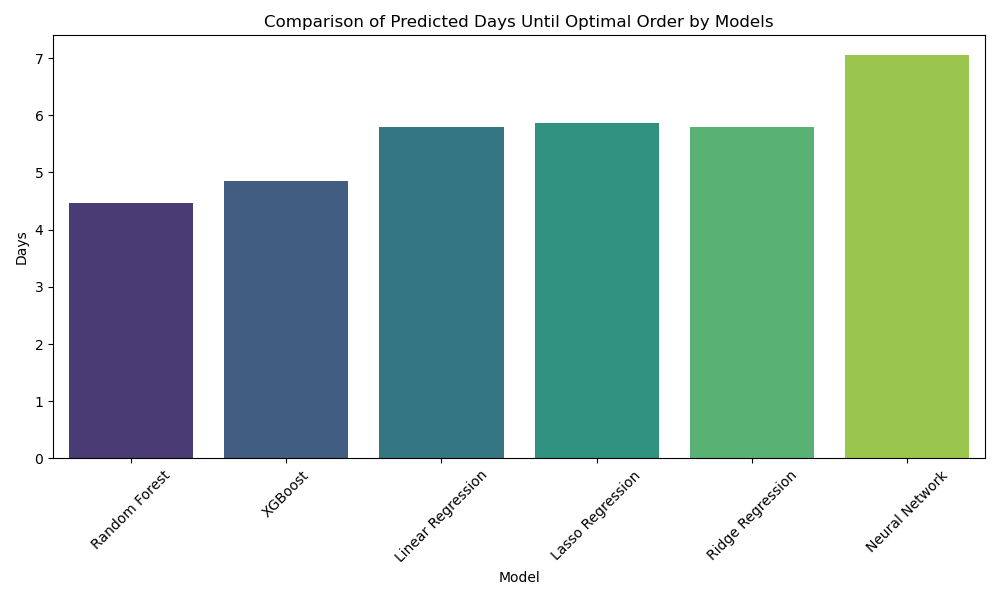 Comparison of Predicted Days Until Optimal Order by Models
Days
7
6
5
4
3
2
1
0
Random Forest
XGBoost
Linear Regression
Lasso Regression
Ridge Regression
Neural Network
Model